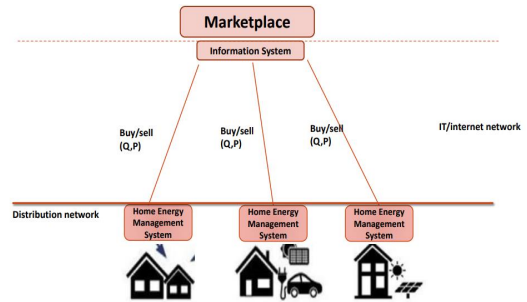 Marketplace
Information System
Buy/sell
(Q,P)
Buy/sell
(Q,P)
Buy/sell
(Q,P)
IT/internet network
Distribution network
Home Energy
Management
System
Home Energy
Management
System
Home Energy
Management
System